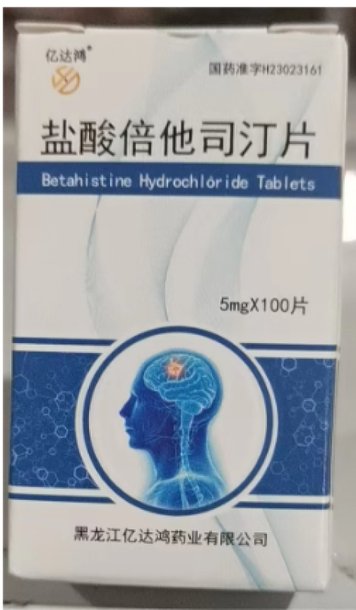 亿达鸿®
国药准字H23023161
盐酸倍他司汀片
Betahistine Hydrochloride Tablets
5mgX100片
黑龙江亿达鸿药业有限公司